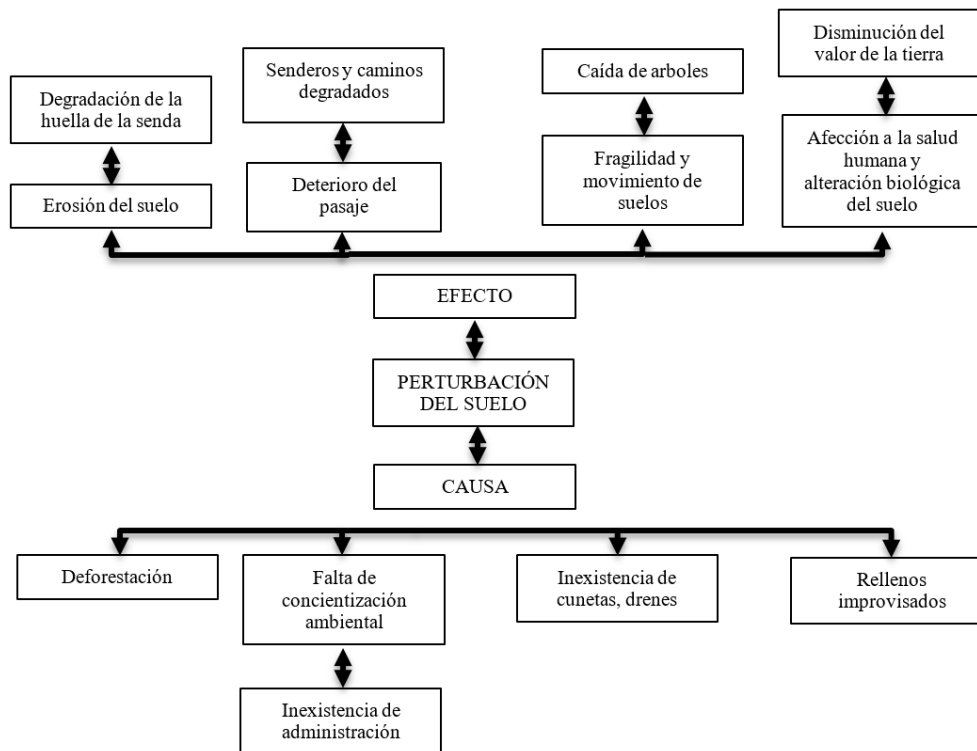 Disminución del
valor de la tierra
Senderos y caminos
degradados
Caída de arboles
Degradación de la
huella de la senda
Afección a la salud
humana y
alteración biológica
del suelo
Fragilidad y
movimiento de
suelos
Deterioro del
pasaje
Erosión del suelo
EFECTO
PERTURBACIÓN
DEL SUELO
CAUSA
Deforestación
Falta de
concientización
ambiental
Inexistencia de
cunetas, drenes
Rellenos
improvisados
Inexistencia de
administración